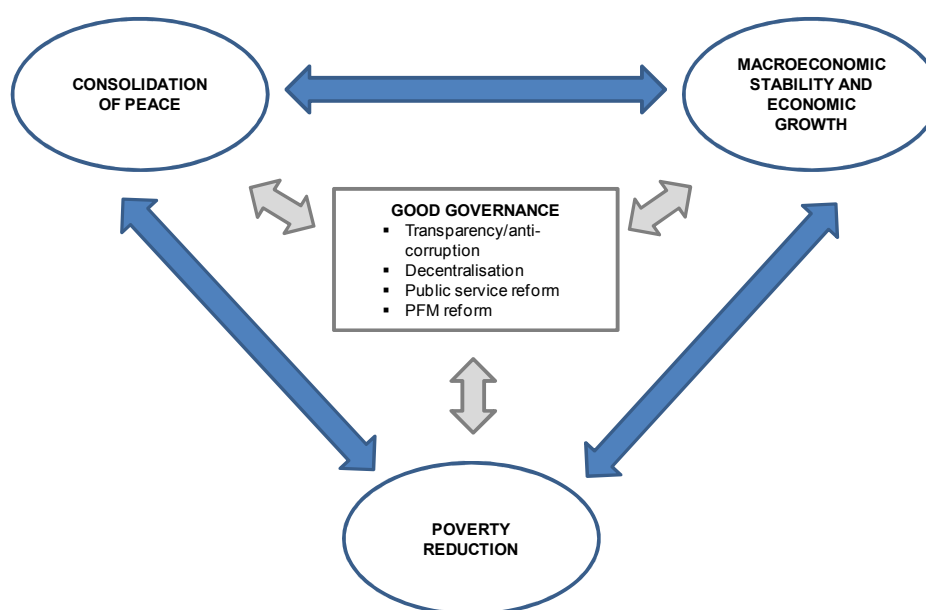 CONSOLIDATION
OF PEACE
MACROECONOMIC
STABILITY AND
ECONOMIC
GROWTH
GOOD GOVERNANCE
▪ Transparency/anti-
corruption
▪ Decentralisation
▪ Public service reform
▪ PFM reform
POVERTY
REDUCTION